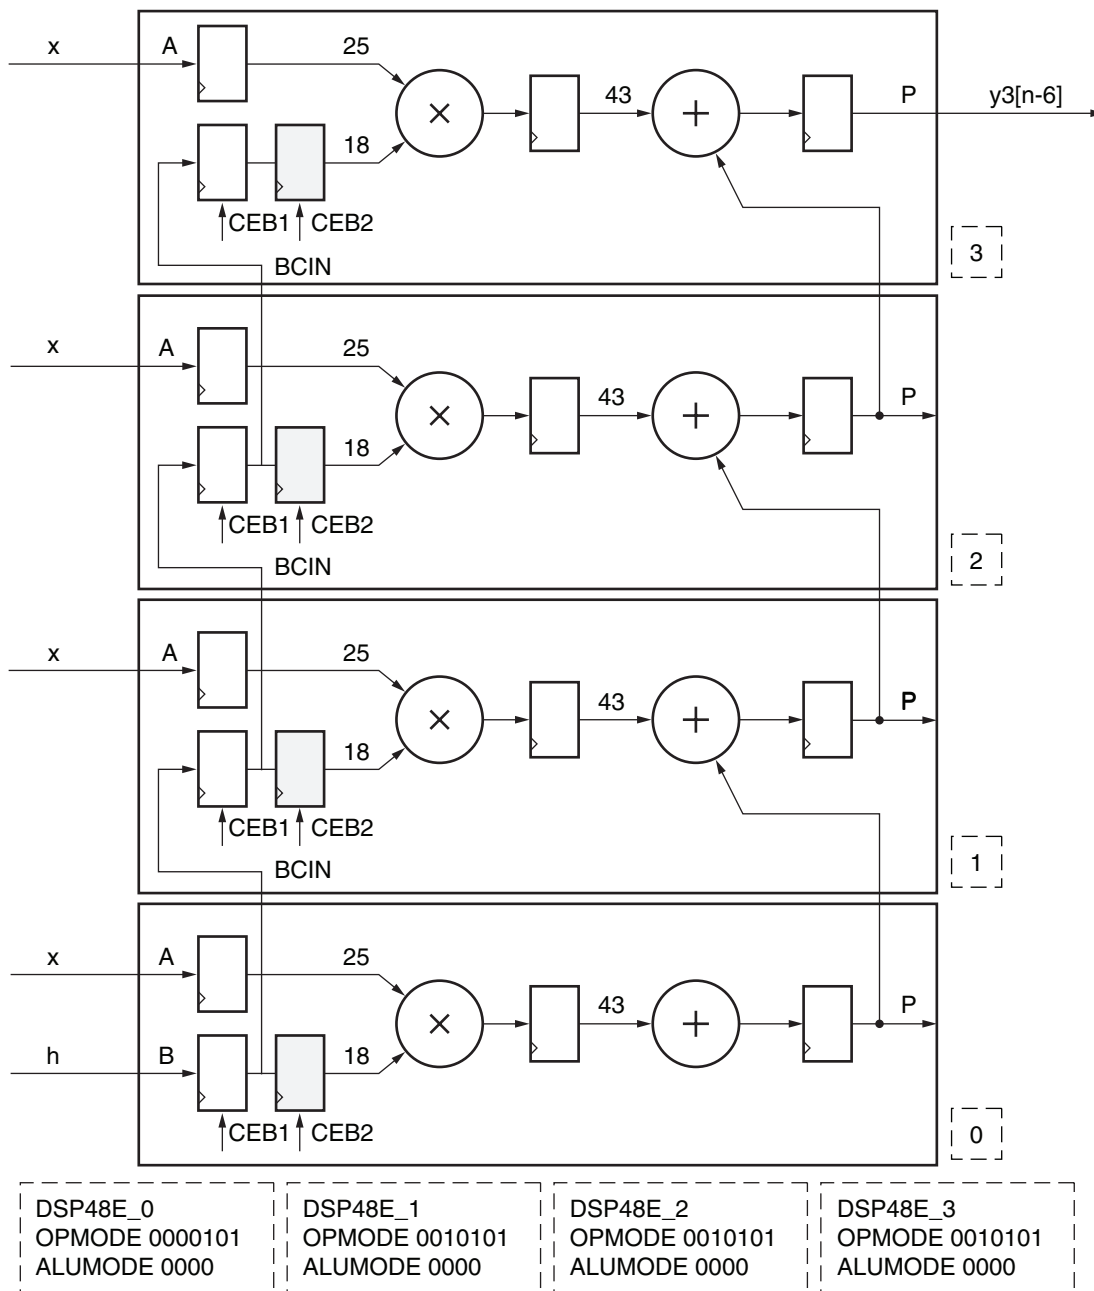 x A 25 43 P y3[n-6]
18
CEB1 CEB2
BCIN
3
x A 25 43 P
18
CEB1 CEB2
BCIN
2
x A 25 43 P
18
CEB1 CEB2
BCIN
1
x A 25 43 P
h B 18
CEB1 CEB2
0
DSP48E_0
OPMODE 0000101
ALUMODE 0000
DSP48E_1
OPMODE 0010101
ALUMODE 0000
DSP48E_2
OPMODE 0010101
ALUMODE 0000
DSP48E_3
OPMODE 0010101
ALUMODE 0000